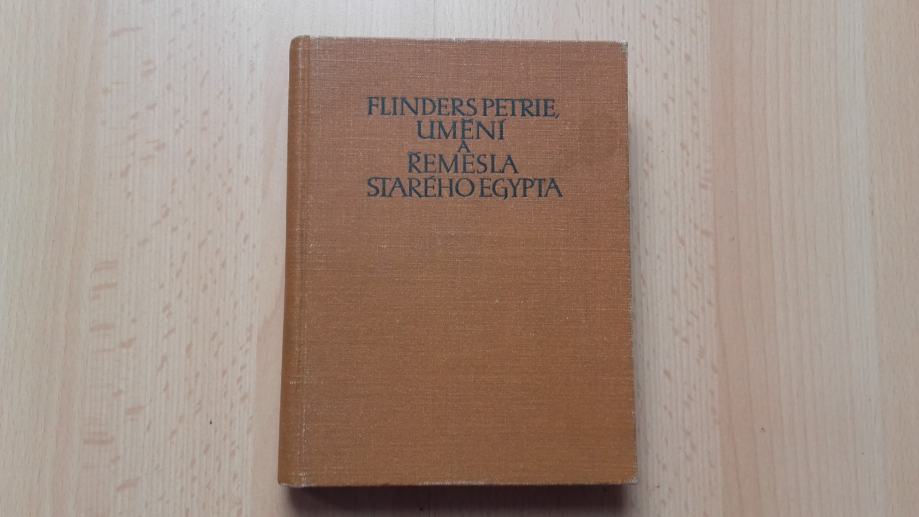 FLINDERS PETRIE,
UMĚNÍ
A
ŘEMESLA
STARÉHO EGYPTA